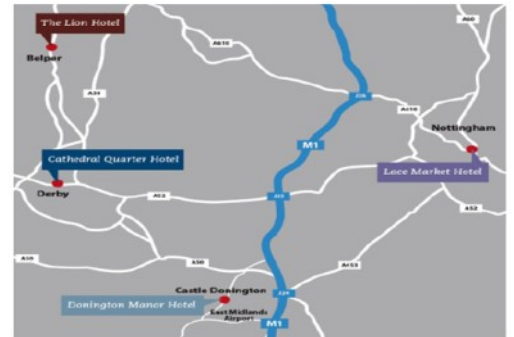 The Lion Hotel
A60
A610
Belper
A38
J26
A610
Nottingham
M1
Cathedral Quarter Hotel
Lace Market Hotel
Derby
A52
J25
A52
A50
A50
A453
Castle Donington
J24
Donington Manor Hotel
East Midlands
Airport
M1